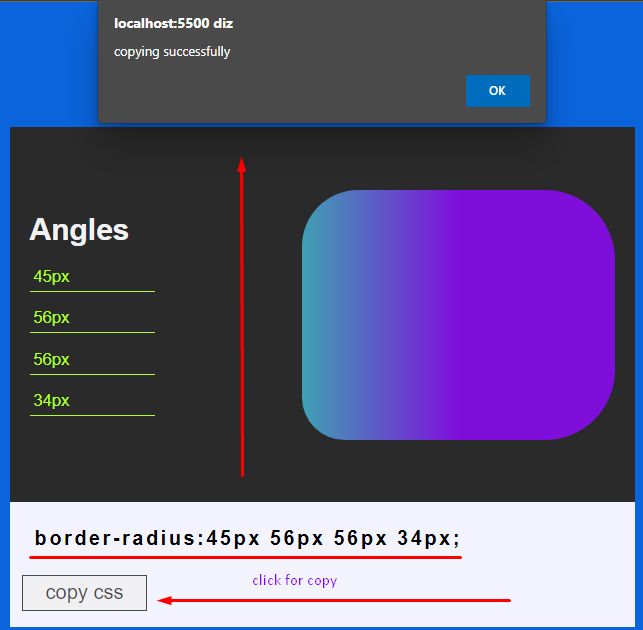 localhost:5500 diz
copying successfully
OK
Angles
45px
56px
56px
34px
border-radius:45px 56px 56px 34px;
click for copy
copy css